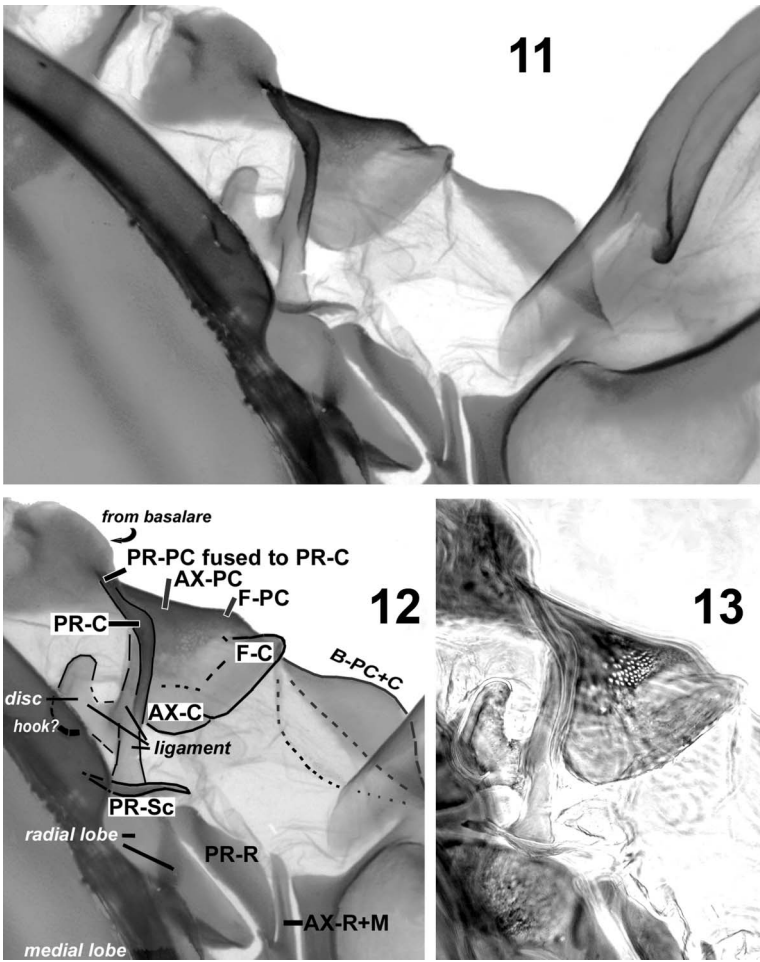 11
from basalare
PR-PC fused to PR-C
AX-PC
F-PC
12
13
PR-C
F-C
B-PC+C
disc
AX-C
hook?
ligament
PR-Sc
radial lobe
PR-R
AX-R+M
medial lobe